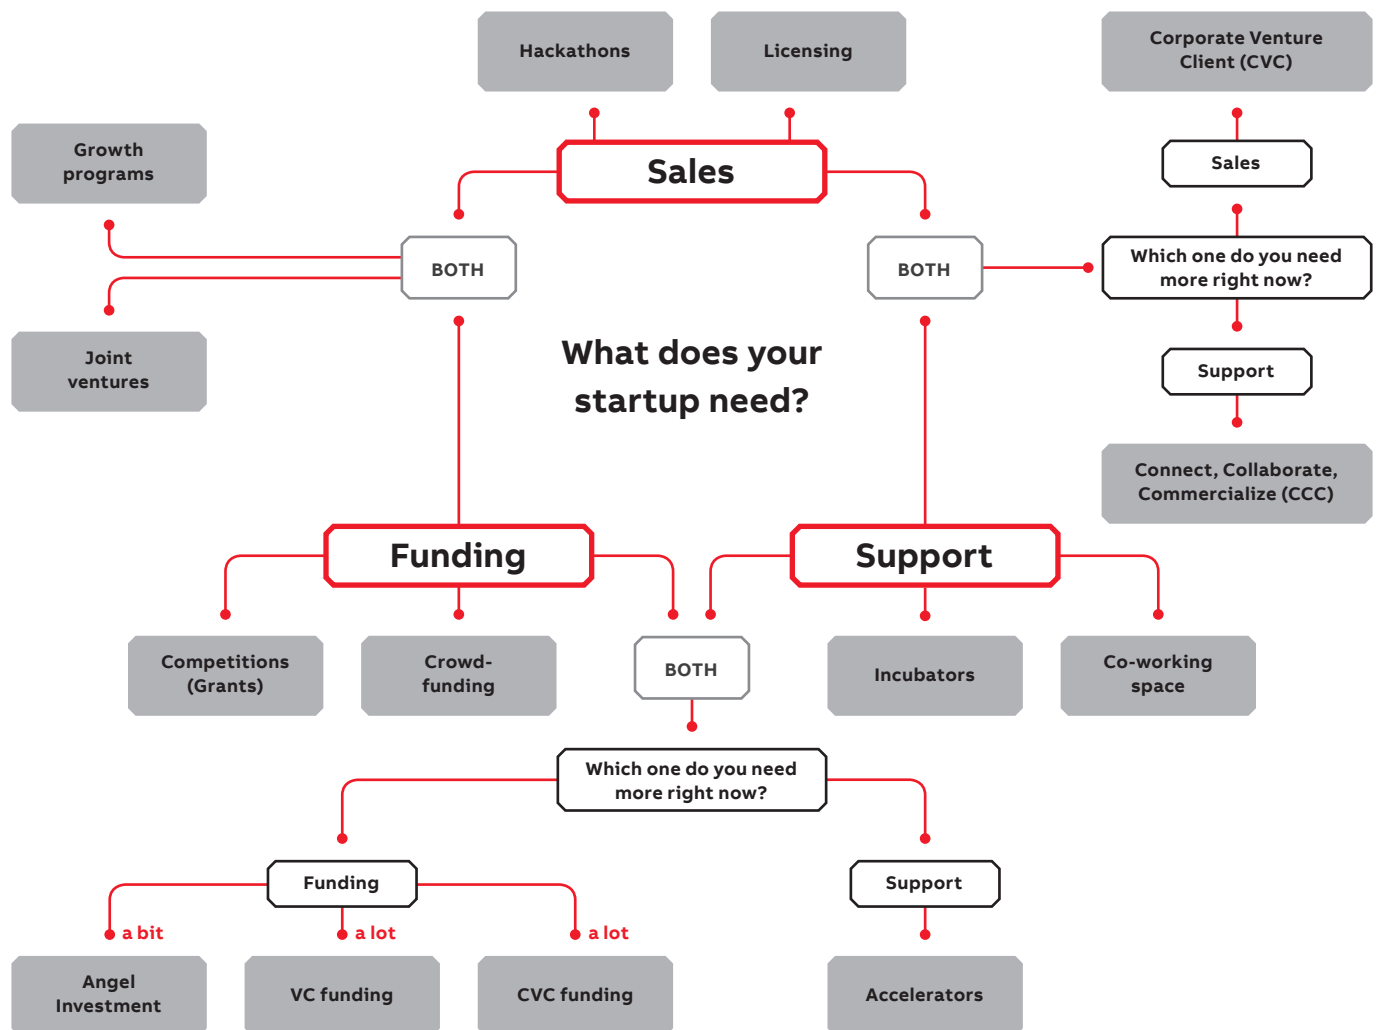 Hackathons
Licensing
Corporate Venture
Client (CVC)
Growth
programs
Sales
Sales
BOTH
BOTH
Which one do you need
more right now?
Joint
ventures
What does your
startup need?
Support
Connect, Collaborate,
Commercialize (CCC)
Funding
Support
Competitions
(Grants)
Crowd-
funding
BOTH
Incubators
Co-working
space
Which one do you need
more right now?
Funding
Support
a bit
a lot
a lot
Angel
Investment
VC funding
CVC funding
Accelerators